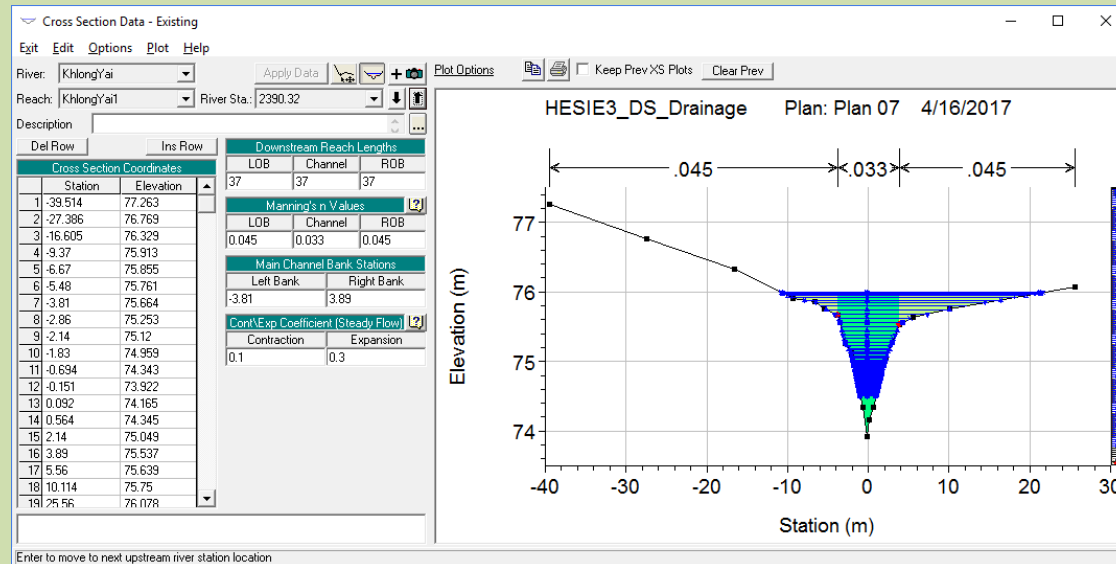 Cross Section Data - Existing
Exit Edit Options Plot Help
River: KhlongYai Apply Data + Plot Options Keep Prev XS Plots Clear Prev
Reach: KhlongYai1 River Sta.: 2390.32
Description ...
Del Row Ins Row
Cross Section Coordinates
Station Elevation
1 -39.514 77.263
2 -27.386 76.769
3 -16.605 76.329
4 -9.37 75.913
5 -6.67 75.855
6 -5.48 75.761
7 -3.81 75.664
8 -2.86 75.253
9 -2.14 75.12
10 -1.83 74.959
11 -0.694 74.343
12 -0.151 73.922
13 0.092 74.165
14 0.564 74.345
15 2.14 75.049
16 3.89 75.537
17 5.56 75.639
18 10.114 75.75
19 25.56 76.078
Downstream Reach Lengths
LOB Channel ROB
37 37 37
Manning's n Values
LOB Channel ROB
0.045 0.033 0.045
Main Channel Bank Stations
Left Bank Right Bank
-3.81 3.89
Cont\Exp Coefficient (Steady Flow)
Contraction Expansion
0.1 0.3
HESIE3_DS_Drainage Plan: Plan 07 4/16/2017
.045 .033 .045
Elevation (m)
77
76
75
74
-40 -30 -20 -10 0 10 20 30
Station (m)
Enter to move to next upstream river station location